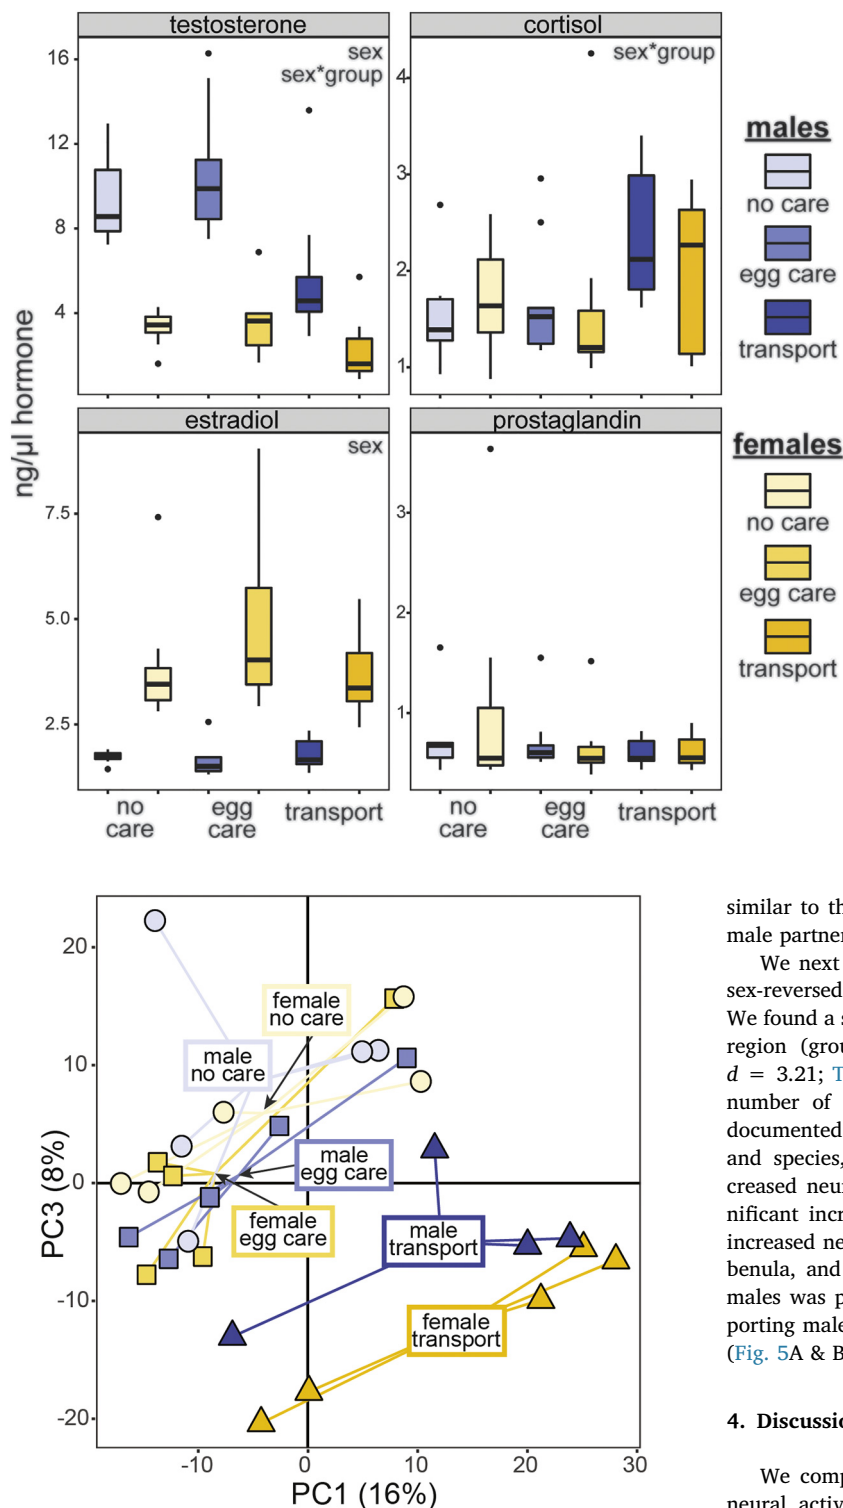 testosterone
cortisol
sex
sex*group
sex*group
16
12
8
4
4
3
2
1
males
no care
egg care
transport
ng/µl hormone
estradiol
prostaglandin
sex
7.5
5.0
2.5
3
2
1
females
no care
egg care
transport
no care
egg care
transport
no care
egg care
transport
20
10
0
-10
-20
PC3 (8%)
female
no care
male
no care
male
egg care
female
egg care
male
transport
female
transport
-10
0
10
20
30
PC1 (16%)
similar to th
male partner
We next
sex-reversed
We found a s
region (grou
d = 3.21; T
number of
documented
and species,
creased neur
nificant incr
increased ne
benula, and
males was p
porting male
(Fig. 5A & B
4. Discussio
We comp
neural activ